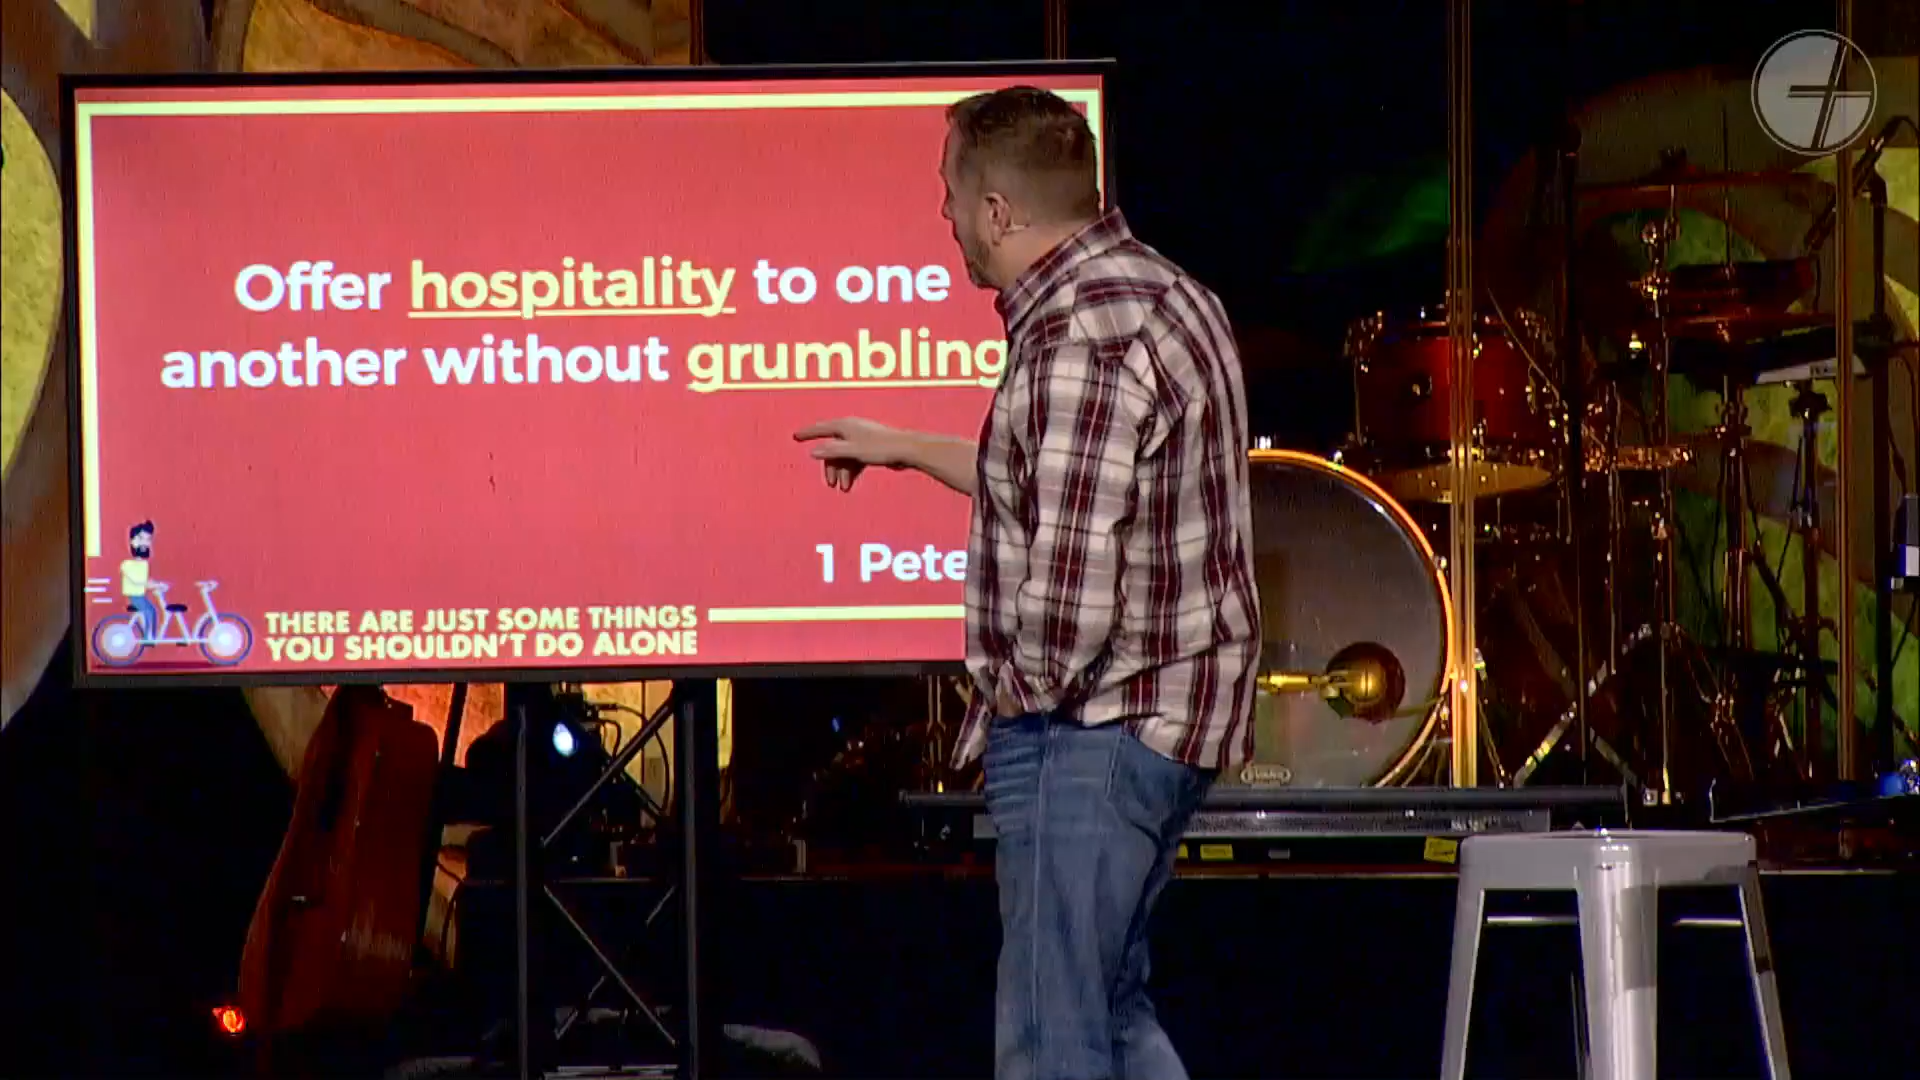 Offer hospitality to one
another without grumbling
1 Pete
THERE ARE JUST SOME THINGS
YOU SHOULDN'T DO ALONE